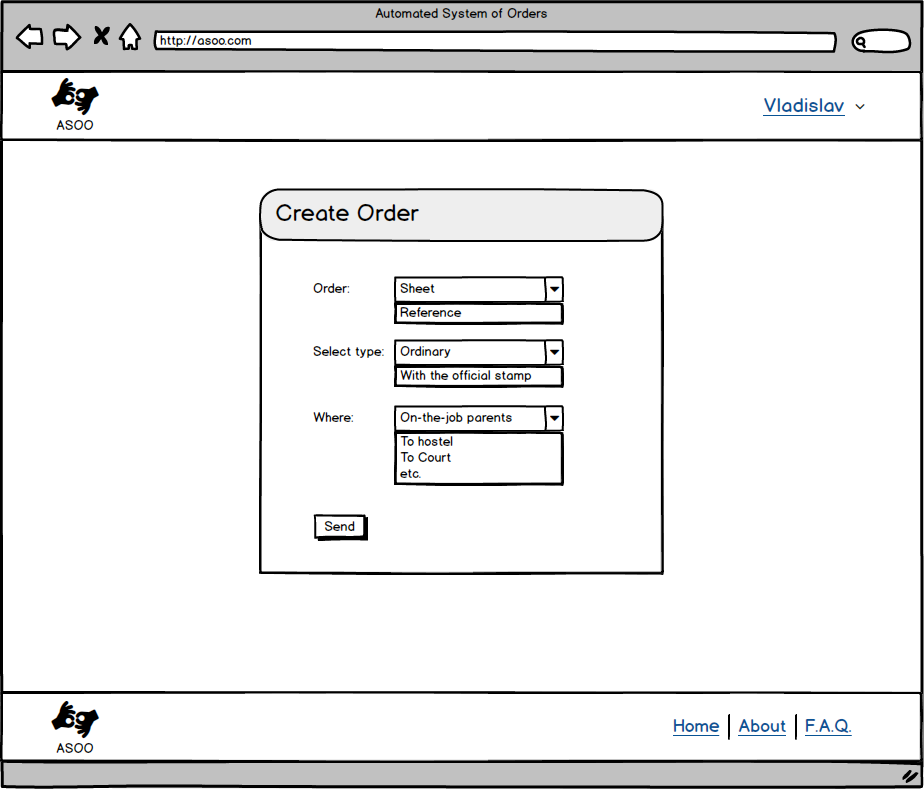 Automated System of Orders
http://asoo.com
ASOO
Vladislav
Create Order
Order:
Sheet
Reference
Select type:
Ordinary
With the official stamp
Where:
On-the-job parents
To hostel
To Court
etc.
Send
ASOO
Home
About
F.A.Q.